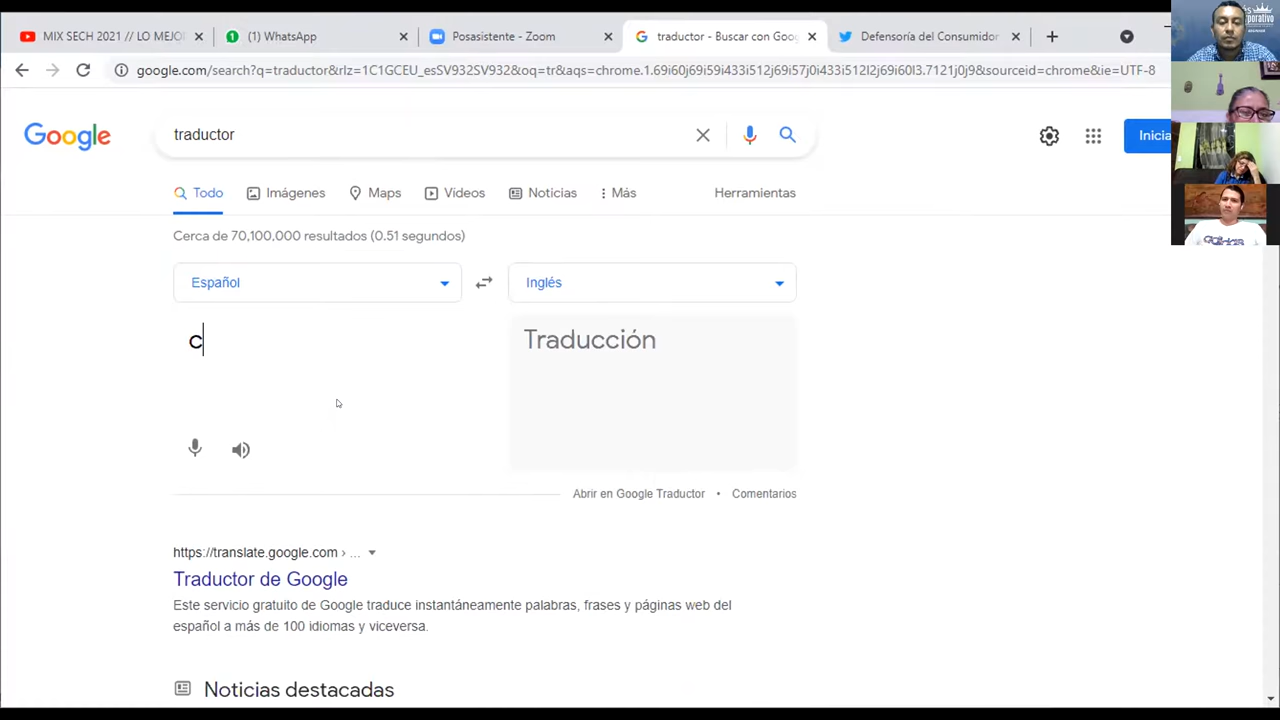 MIX SECH 2021 // LO MEJO
(1) WhatsApp
Posasistente - Zoom
traductor - Buscar con Goog
Defensoría del Consumidor
google.com/search?q=traductor&rlz=1C1GCEU_esSV932SV932&oq=tr&aqs=chrome.1.69i60j69i59i433i512j69i57j0i433i512l2j69i60l3.7121j0j9&sourceid=chrome&ie=UTF-8
Google
traductor
Inicia
Todo
Imágenes
Maps
Vídeos
Noticias
Más
Herramientas
Cerca de 70,100,000 resultados (0.51 segundos)
Español
Inglés
c
Traducción
Abrir en Google Traductor • Comentarios
https://translate.google.com › ...
Traductor de Google
Este servicio gratuito de Google traduce instantáneamente palabras, frases y páginas web del
español a más de 100 idiomas y viceversa.
Noticias destacadas